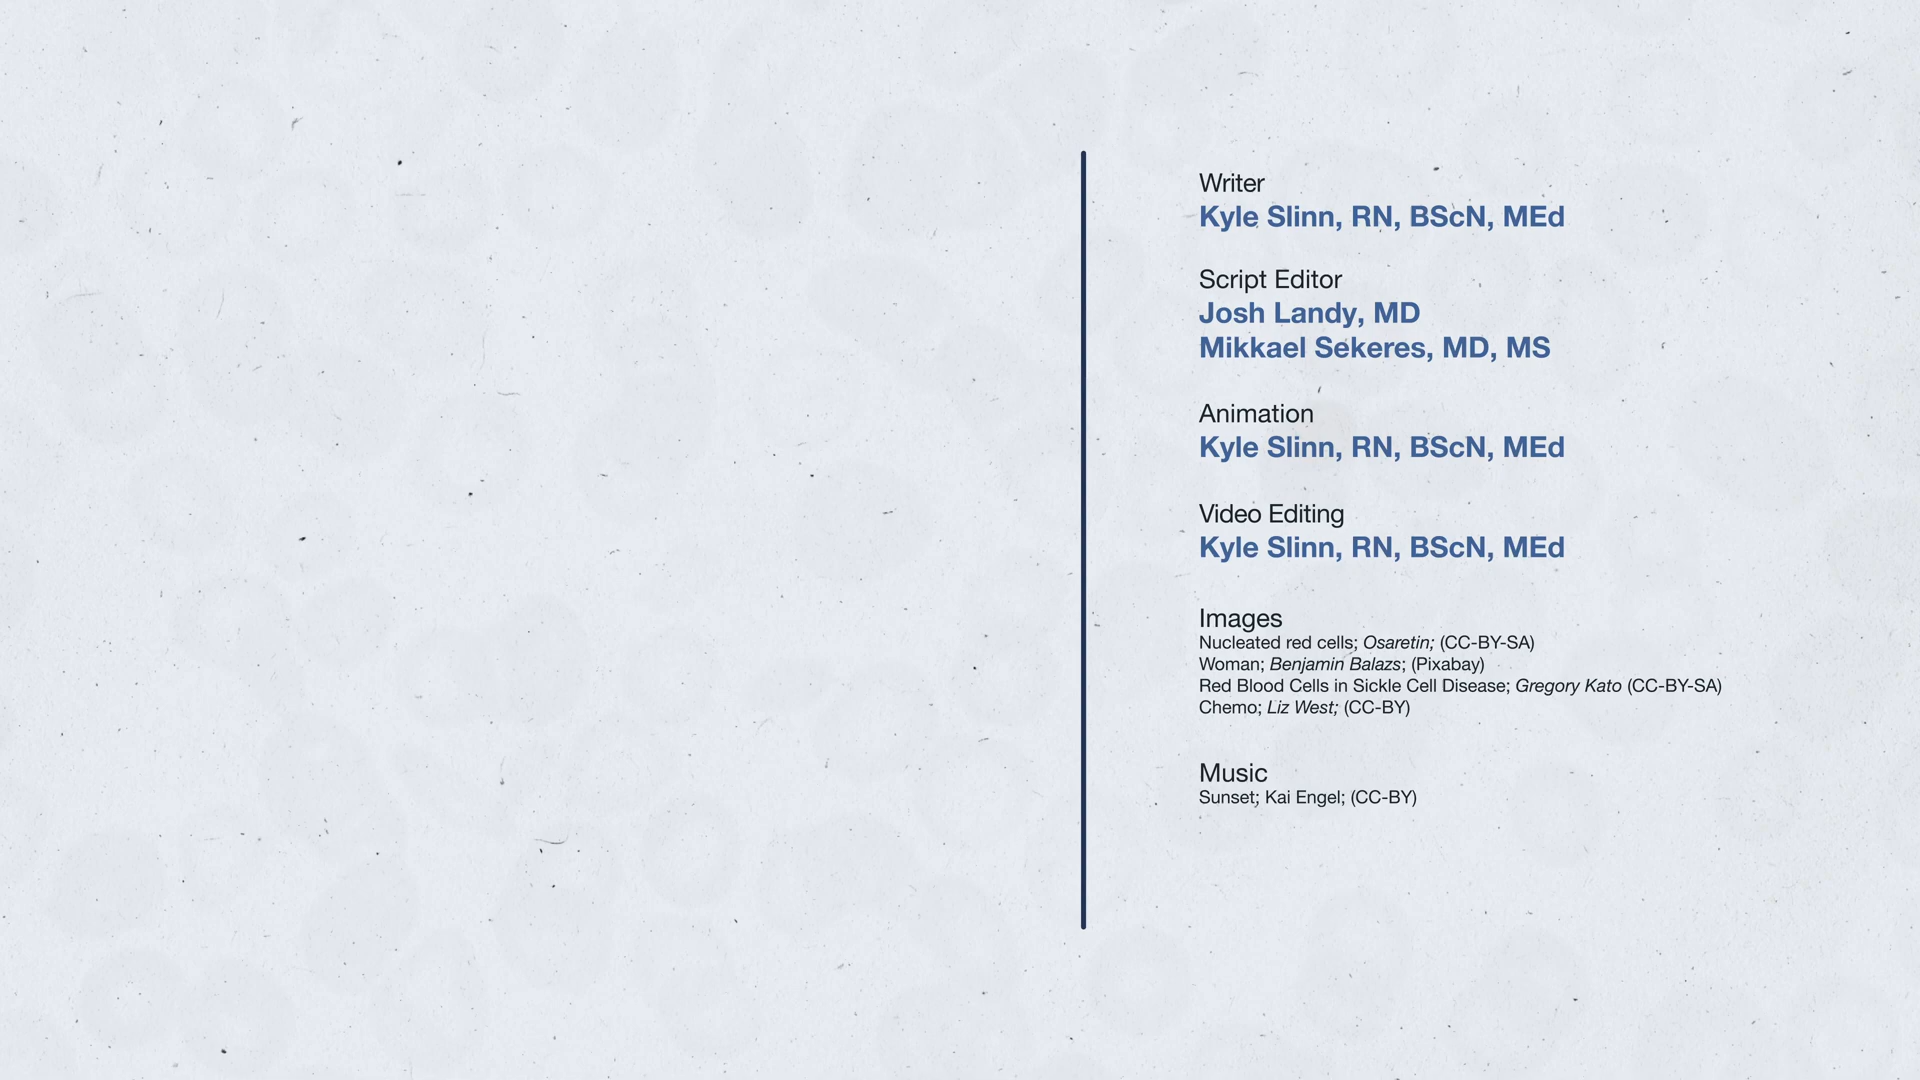 Writer
Kyle Slinn, RN, BScN, MEd
Script Editor
Josh Landy, MD
Mikkael Sekeres, MD, MS
Animation
Kyle Slinn, RN, BScN, MEd
Video Editing
Kyle Slinn, RN, BScN, MEd
Images
Nucleated red cells; Osaretin; (CC-BY-SA)
Woman; Benjamin Balazs; (Pixabay)
Red Blood Cells in Sickle Cell Disease; Gregory Kato (CC-BY-SA)
Chemo; Liz West; (CC-BY)
Music
Sunset; Kai Engel; (CC-BY)